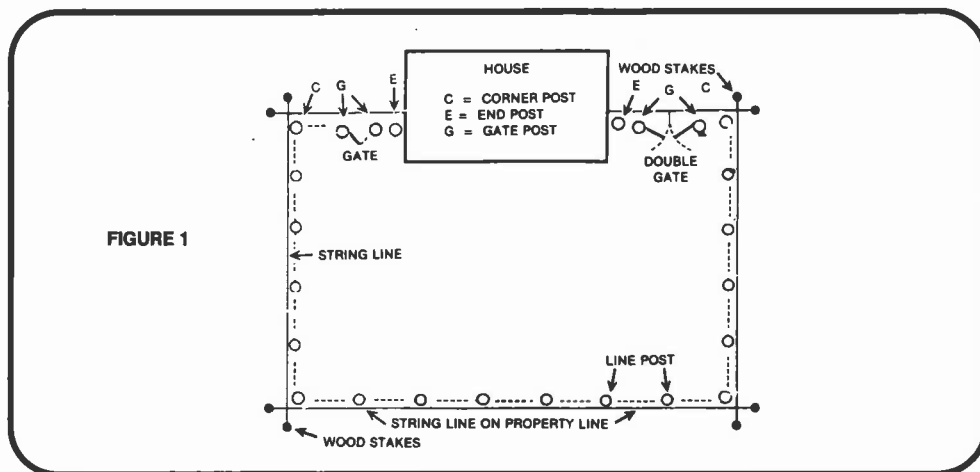 HOUSE
C = CORNER POST
E = END POST
G = GATE POST
WOOD STAKES
C G E
E G C
GATE
DOUBLE
GATE
FIGURE 1
STRING LINE
LINE POST
STRING LINE ON PROPERTY LINE
WOOD STAKES